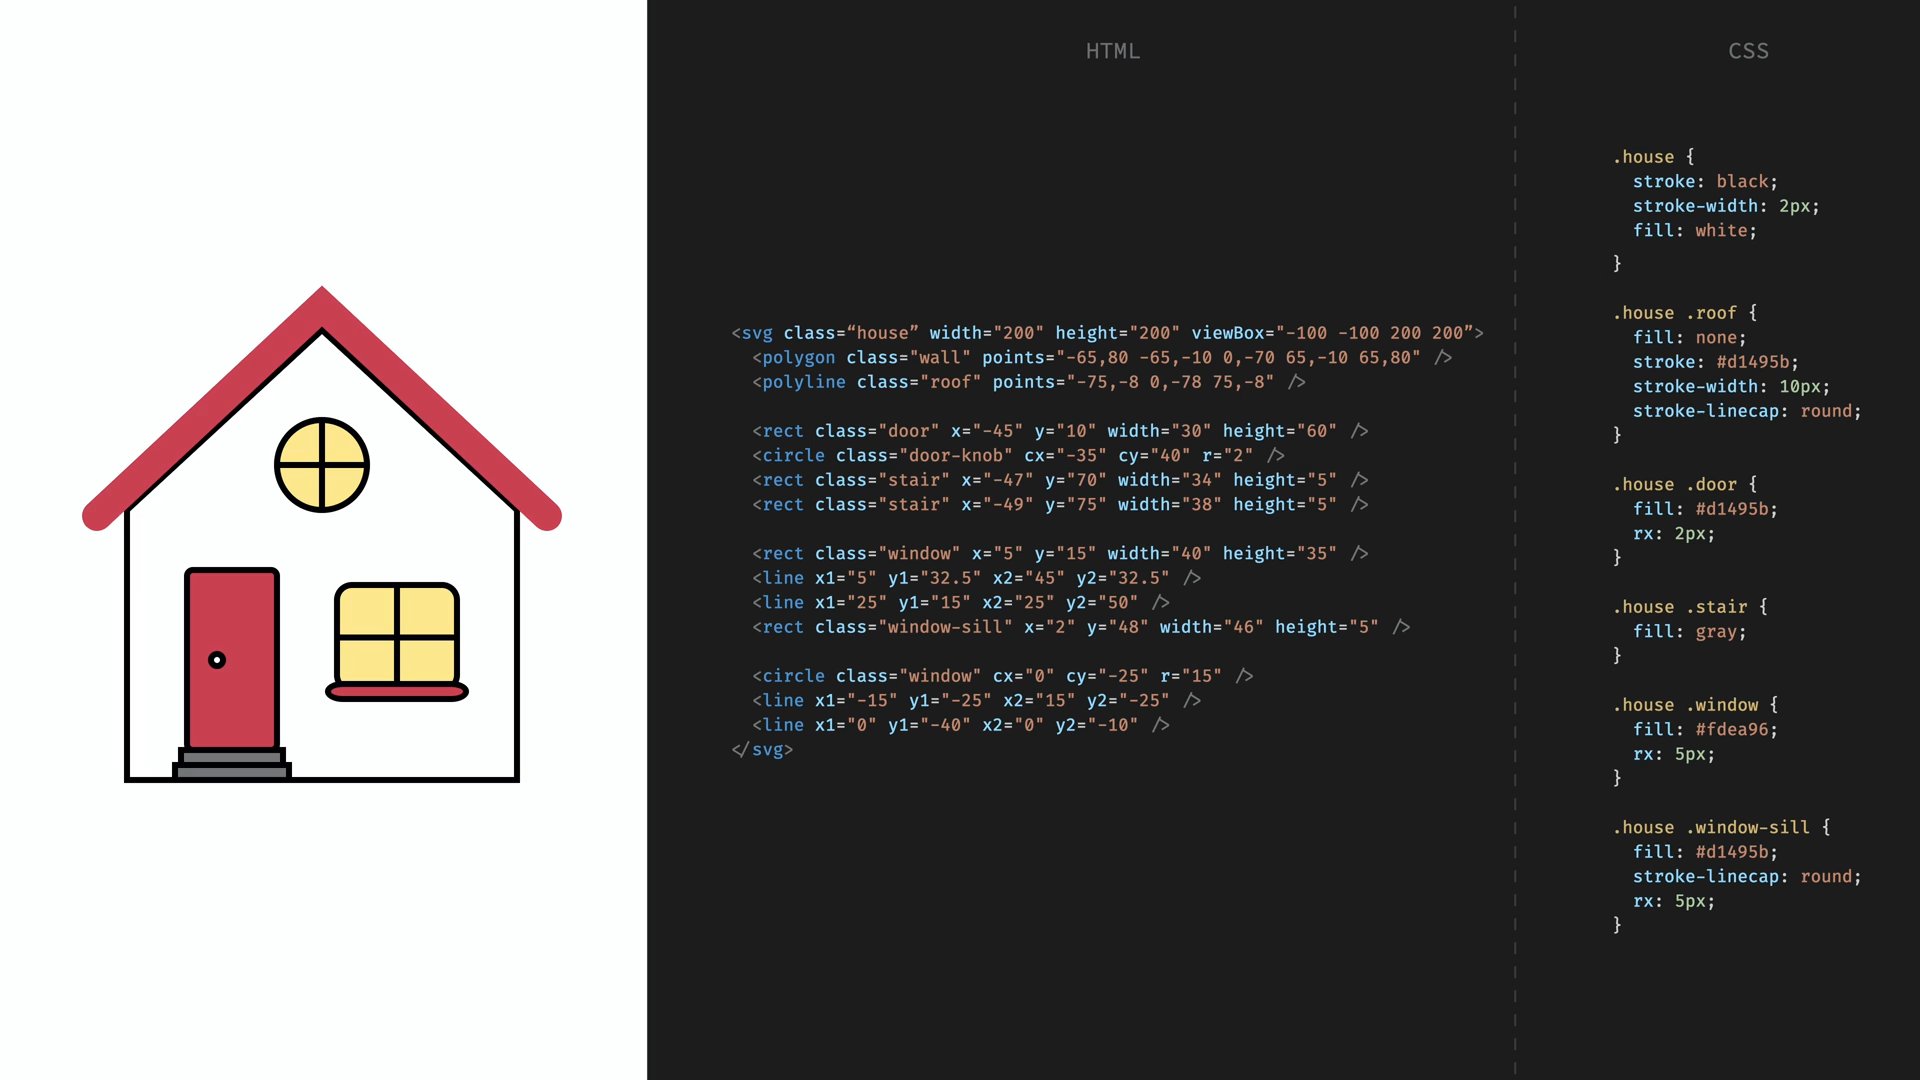 HTML
<svg class=“house” width="200" height="200" viewBox="-100 -100 200 200”>
<polygon class="wall" points="-65,80 -65,-10 0,-70 65,-10 65,80" />
<polyline class="roof" points="-75,-8 0,-78 75,-8" />
<rect class="door" x="-45" y="10" width="30" height="60" />
<circle class="door-knob" cx="-35" cy="40" r="2" />
<rect class="stair" x="-47" y="70" width="34" height="5" />
<rect class="stair" x="-49" y="75" width="38" height="5" />
<rect class="window" x="5" y="15" width="40" height="35" />
<line x1="5" y1="32.5" x2="45" y2="32.5" />
<line x1="25" y1="15" x2="25" y2="50" />
<rect class="window-sill" x="2" y="48" width="46" height="5" />
<circle class="window" cx="0" cy="-25" r="15" />
<line x1="-15" y1="-25" x2="15" y2="-25" />
<line x1="0" y1="-40" x2="0" y2="-10" />
</svg>
CSS
.house {
stroke: black;
stroke-width: 2px;
fill: white;
}
.house .roof {
fill: none;
stroke: #d1495b;
stroke-width: 10px;
stroke-linecap: round;
}
.house .door {
fill: #d1495b;
rx: 2px;
}
.house .stair {
fill: gray;
}
.house .window {
fill: #fdea96;
rx: 5px;
}
.house .window-sill {
fill: #d1495b;
stroke-linecap: round;
rx: 5px;
}